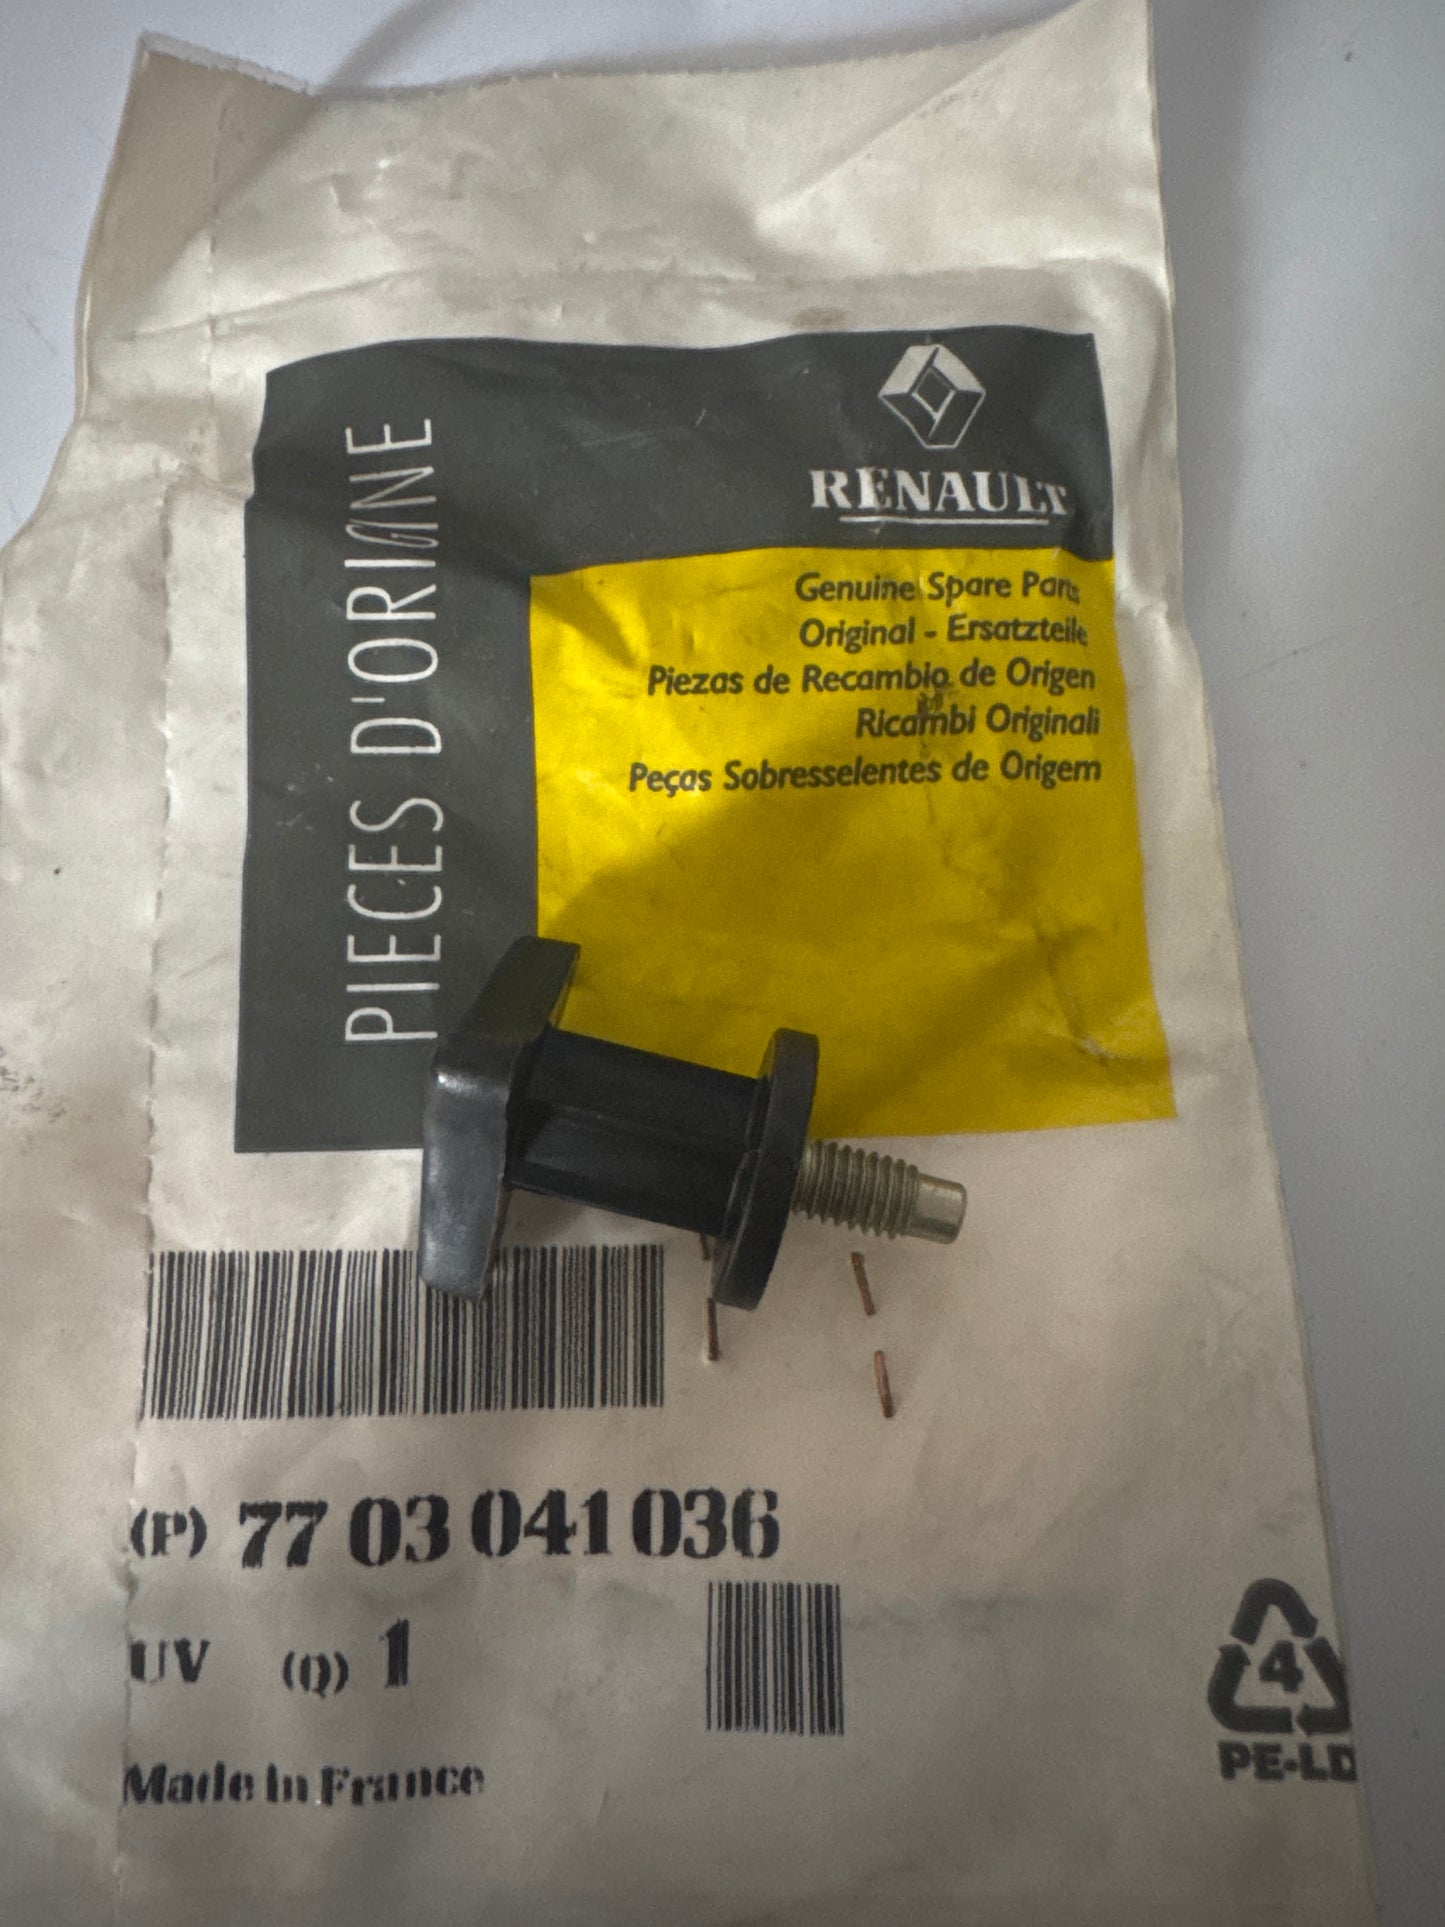 PIECES D'ORIGINE
RENAULT
Genuine Spare Parts
Original - Ersatzteile
Piezas de Recambio de Origen
Ricambi Originali
Peças Sobresselentes de Origem
(P) 77 03 041 036
UV (Q) 1
4
PE-LD
Made In France